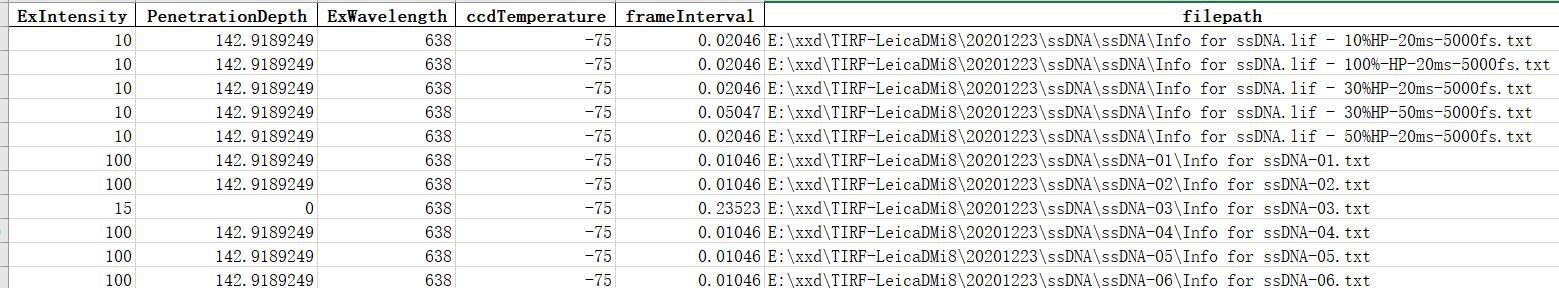 ExIntensity PenetrationDepth ExWavelength ccdTemperature frameInterval filepath
10 142.9189249 638 -75 0.02046 E:\xxd\TIRF-LeicaDMi8\20201223\ssDNA\ssDNA\Info for ssDNA.lif - 10%HP-20ms-5000fs.txt
10 142.9189249 638 -75 0.02046 E:\xxd\TIRF-LeicaDMi8\20201223\ssDNA\ssDNA\Info for ssDNA.lif - 100%-HP-20ms-5000fs.txt
10 142.9189249 638 -75 0.02046 E:\xxd\TIRF-LeicaDMi8\20201223\ssDNA\ssDNA\Info for ssDNA.lif - 30%HP-20ms-5000fs.txt
10 142.9189249 638 -75 0.05047 E:\xxd\TIRF-LeicaDMi8\20201223\ssDNA\ssDNA\Info for ssDNA.lif - 30%HP-50ms-5000fs.txt
10 142.9189249 638 -75 0.02046 E:\xxd\TIRF-LeicaDMi8\20201223\ssDNA\ssDNA\Info for ssDNA.lif - 50%HP-20ms-5000fs.txt
100 142.9189249 638 -75 0.01046 E:\xxd\TIRF-LeicaDMi8\20201223\ssDNA\ssDNA-01\Info for ssDNA-01.txt
100 142.9189249 638 -75 0.01046 E:\xxd\TIRF-LeicaDMi8\20201223\ssDNA\ssDNA-02\Info for ssDNA-02.txt
15 0 638 -75 0.23523 E:\xxd\TIRF-LeicaDMi8\20201223\ssDNA\ssDNA-03\Info for ssDNA-03.txt
100 142.9189249 638 -75 0.01046 E:\xxd\TIRF-LeicaDMi8\20201223\ssDNA\ssDNA-04\Info for ssDNA-04.txt
100 142.9189249 638 -75 0.01046 E:\xxd\TIRF-LeicaDMi8\20201223\ssDNA\ssDNA-05\Info for ssDNA-05.txt
100 142.9189249 638 -75 0.01046 E:\xxd\TIRF-LeicaDMi8\20201223\ssDNA\ssDNA-06\Info for ssDNA-06.txt